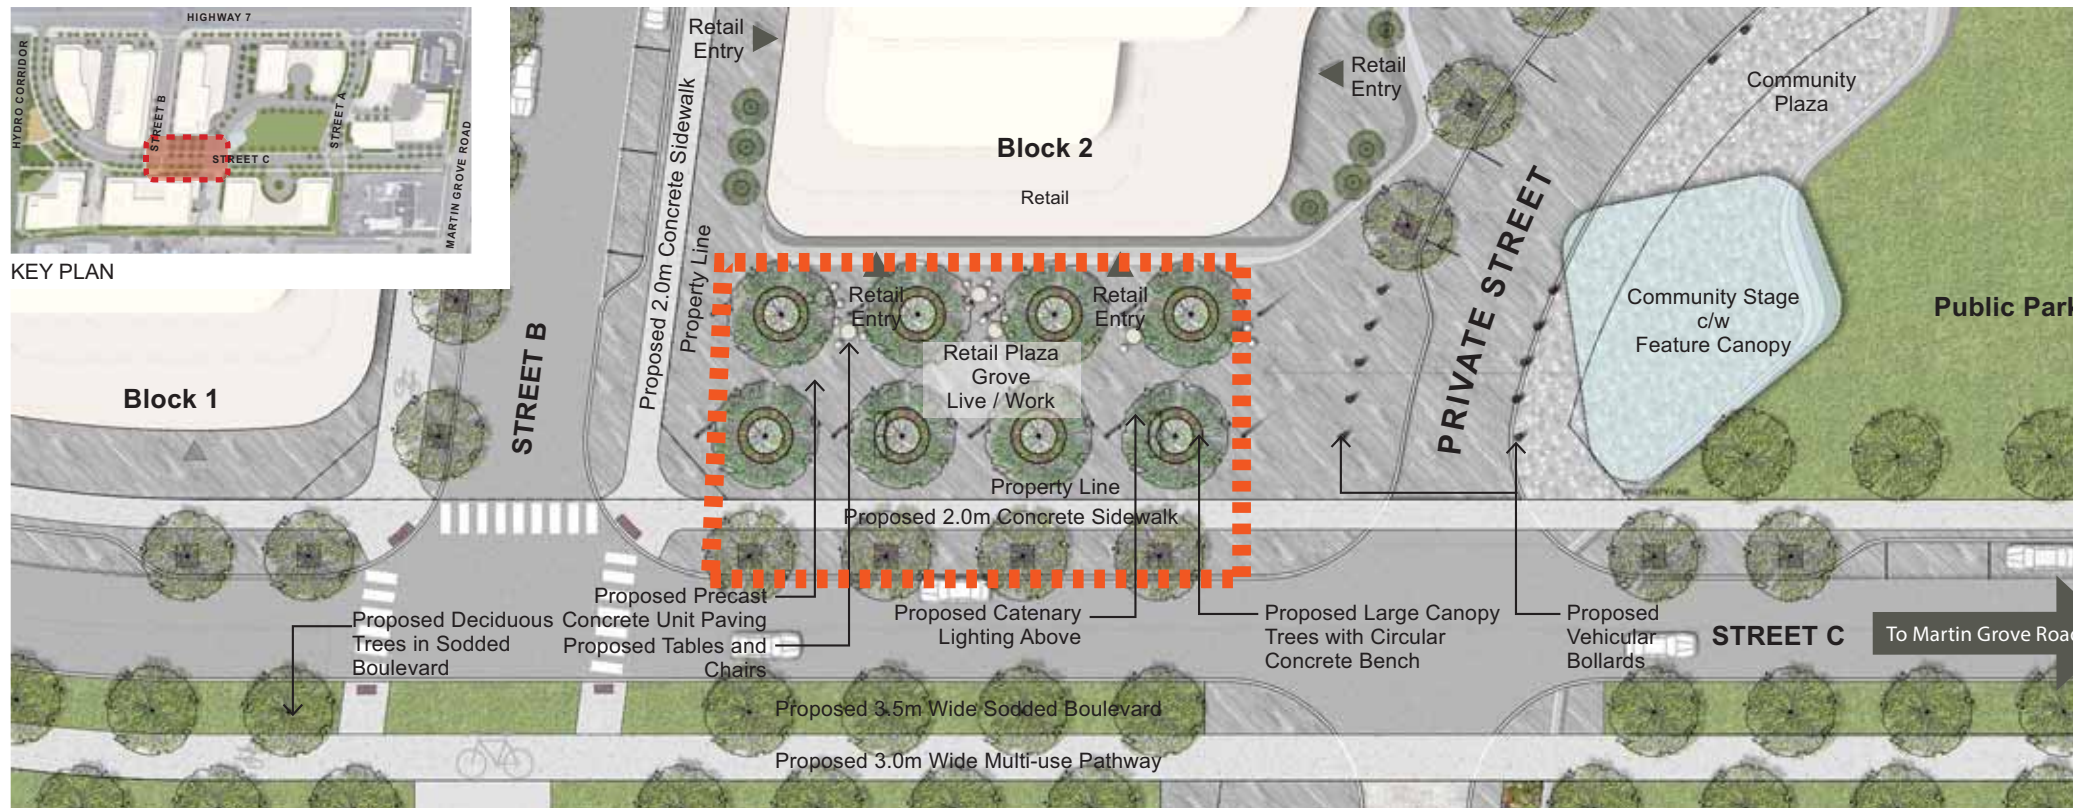 HIGHWAY 7
HYDRO CORRIDOR
STREET B
STREET A
STREET C
MARTIN GROVE ROAD
KEY PLAN
Retail
Entry
Retail
Entry
Community
Plaza
Block 2
Retail
Proposed 2.0m Concrete Sidewalk
Property Line
STREET B
PRIVATE STREET
Block 1
Retail
Entry
Retail
Entry
Retail Plaza
Grove
Live / Work
Community Stage
c/w
Feature Canopy
Public Park
Property Line
PROPERTY LINE
Proposed 2.0m Concrete Sidewalk
Proposed Deciduous
Trees in Sodded
Boulevard
Proposed Precast
Concrete Unit Paving
Proposed Tables and
Chairs
Proposed Catenary
Lighting Above
Proposed Large Canopy
Trees with Circular
Concrete Bench
Proposed
Vehicular
Bollards
STREET C
To Martin Grove Road
Proposed 3.5m Wide Sodded Boulevard
Proposed 3.0m Wide Multi-use Pathway